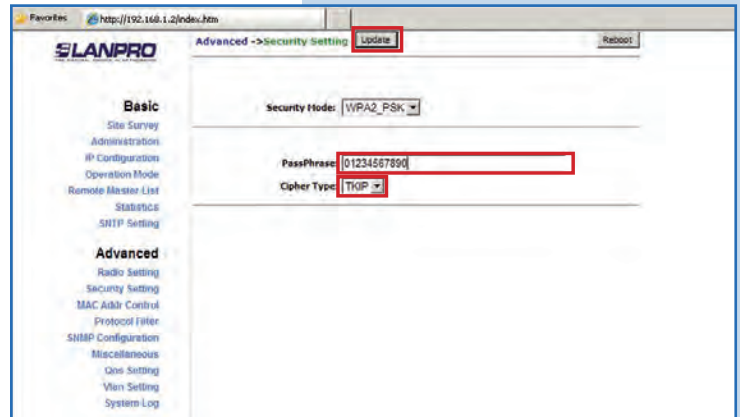 Favorites http://192.168.1.2/index.htm
LANPRO
Advanced ->Security Setting Update Reboot
Basic
Site Survey
Administration
IP Configuration
Operation Mode
Remote Master List
Statistics
SNTP Setting
Advanced
Radio Setting
Security Setting
MAC Addr Control
Protocol Filter
SNMP Configuration
Miscellaneous
Qos Setting
Vlan Setting
System Log
Security Mode: WPA2_PSK
PassPhrase: 01234567890
Cipher Type: TKIP